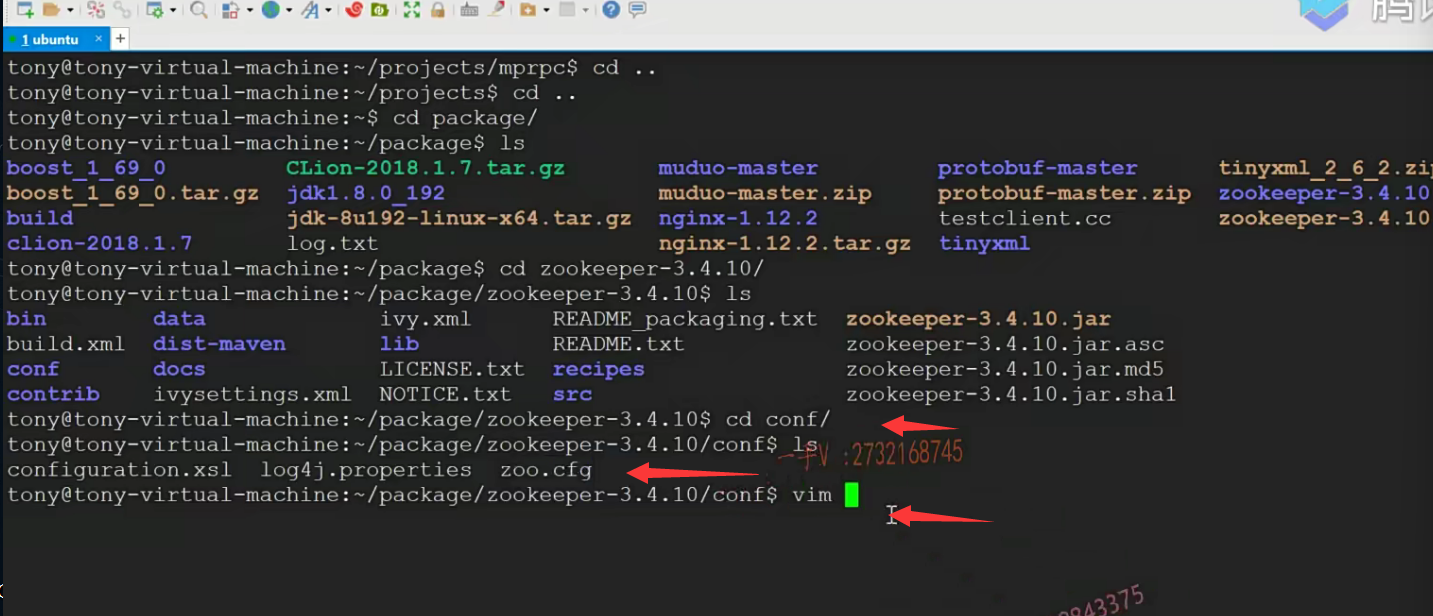 1 ubuntu × +
tony@tony-virtual-machine:~/projects/mprpc$ cd ..
tony@tony-virtual-machine:~/projects$ cd ..
tony@tony-virtual-machine:~$ cd package/
tony@tony-virtual-machine:~/package$ ls
boost_1_69_0 CLion-2018.1.7.tar.gz muduo-master protobuf-master tinyxml_2_6_2.zip
boost_1_69_0.tar.gz jdk1.8.0_192 muduo-master.zip protobuf-master.zip zookeeper-3.4.10
build jdk-8u192-linux-x64.tar.gz nginx-1.12.2 testclient.cc zookeeper-3.4.10
clion-2018.1.7 log.txt nginx-1.12.2.tar.gz tinyxml
tony@tony-virtual-machine:~/package$ cd zookeeper-3.4.10/
tony@tony-virtual-machine:~/package/zookeeper-3.4.10$ ls
bin data ivy.xml README_packaging.txt zookeeper-3.4.10.jar
build.xml dist-maven lib README.txt zookeeper-3.4.10.jar.asc
conf docs LICENSE.txt recipes zookeeper-3.4.10.jar.md5
contrib ivysettings.xml NOTICE.txt src zookeeper-3.4.10.jar.sha1
tony@tony-virtual-machine:~/package/zookeeper-3.4.10$ cd conf/
tony@tony-virtual-machine:~/package/zookeeper-3.4.10/conf$ ls
一手V :2732168745
configuration.xsl log4j.properties zoo.cfg
tony@tony-virtual-machine:~/package/zookeeper-3.4.10/conf$ vim